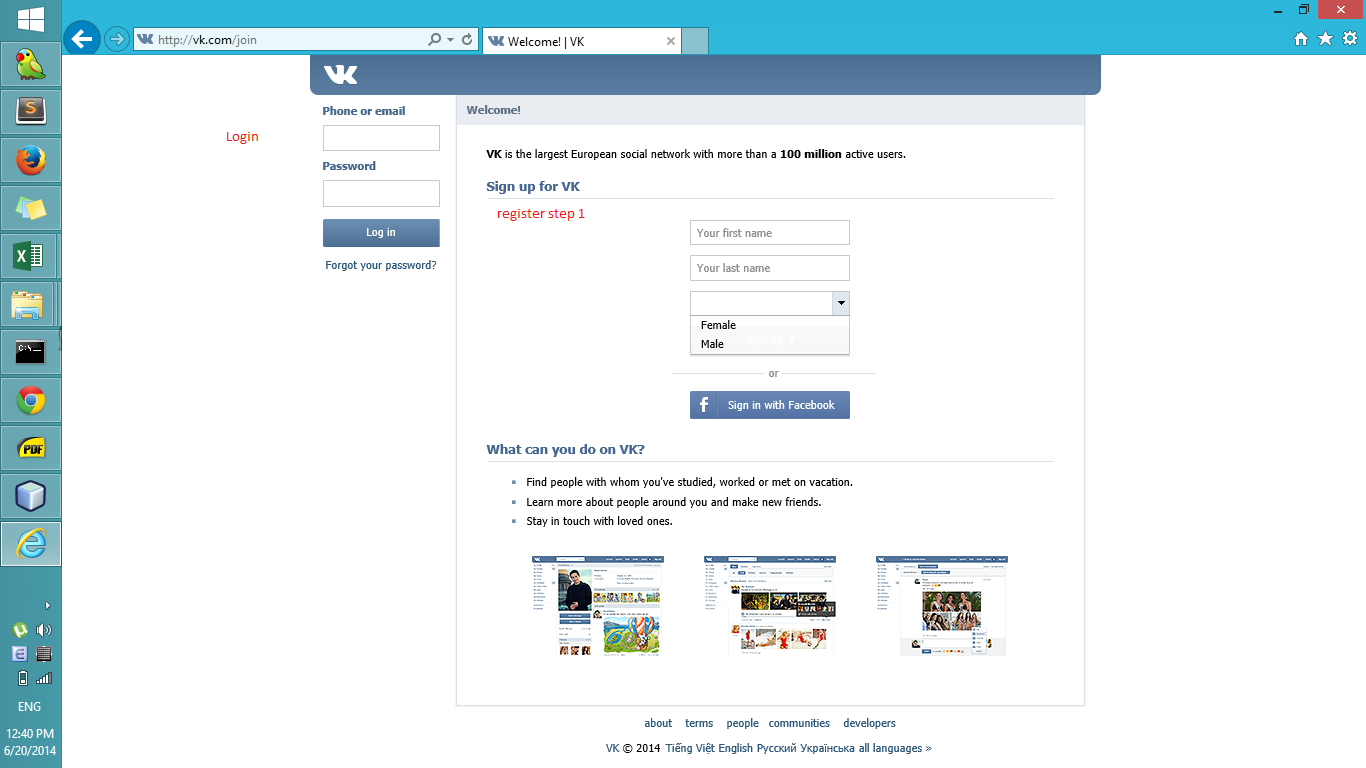 http://vk.com/join
Welcome! | VK
Phone or email
Login
Password
Log in
Forgot your password?
Welcome!
VK is the largest European social network with more than a 100 million active users.
Sign up for VK
register step 1
Your first name
Your last name
Female
Male
Sign up
or
f Sign in with Facebook
What can you do on VK?
Find people with whom you've studied, worked or met on vacation.
Learn more about people around you and make new friends.
Stay in touch with loved ones.
about terms people communities developers
VK © 2014 Tiếng Việt English Русский Українська all languages »
S
C:\
PDF
ENG
12:40 PM
6/20/2014